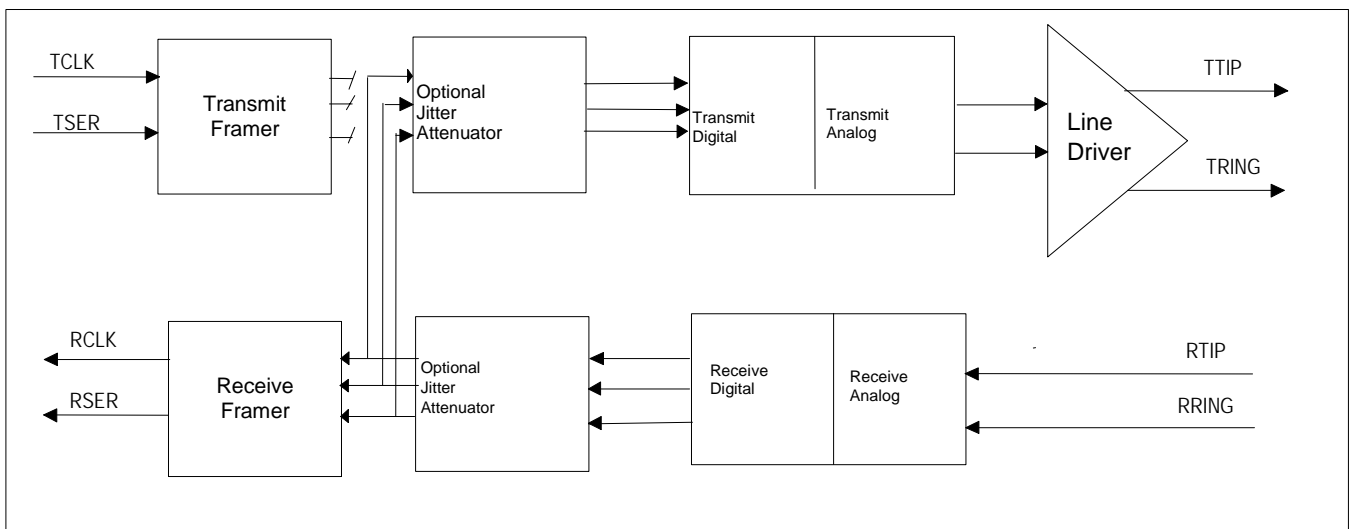 TCLK
TSER
Transmit
Framer
Optional
Jitter
Attenuator
Transmit
Digital
Transmit
Analog
Line
Driver
TTIP
TRING
RCLK
RSER
Receive
Framer
Optional
Jitter
Attenuator
Receive
Digital
Receive
Analog
RTIP
RRING